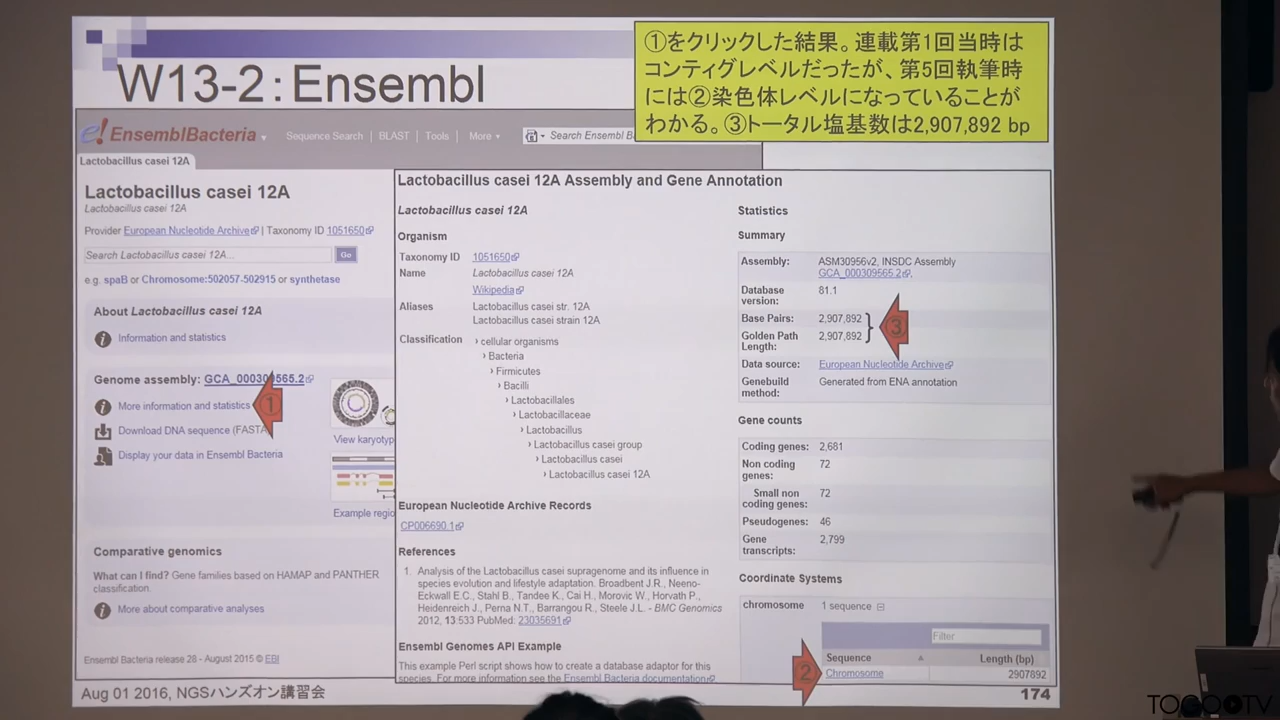 W13-2：Ensembl
①をクリックした結果。連載第1回当時は
コンティグレベルだったが、第5回執筆時
には②染色体レベルになっていることが
わかる。③トータル塩基数は2,907,892 bp
e! EnsemblBacteria
Sequence Search | BLAST | Tools | More
Search Ensembl B
Lactobacillus casei 12A
Lactobacillus casei 12A
Lactobacillus casei 12A
Provider European Nucleotide Archive | Taxonomy ID 1051650
Search Lactobacillus casei 12A... Go
e.g. spaB or Chromosome:502057-502915 or synthetase
About Lactobacillus casei 12A
Information and statistics
Genome assembly: GCA_000309565.2
More information and statistics
①
Download DNA sequence (FASTA
Display your data in Ensembl Bacteria
View karyotyp
Example regio
Comparative genomics
What can I find? Gene families based on HAMAP and PANTHER
classification.
More about comparative analyses
Ensembl Bacteria release 28 - August 2015 © EBI
Lactobacillus casei 12A Assembly and Gene Annotation
Lactobacillus casei 12A
Organism
Taxonomy ID 1051650
Name Lactobacillus casei 12A
Wikipedia
Aliases Lactobacillus casei str. 12A
Lactobacillus casei strain 12A
Classification › cellular organisms
› Bacteria
› Firmicutes
› Bacilli
› Lactobacillales
› Lactobacillaceae
› Lactobacillus
› Lactobacillus casei group
› Lactobacillus casei
› Lactobacillus casei 12A
European Nucleotide Archive Records
CP006690.1
References
1. Analysis of the Lactobacillus casei supragenome and its influence in
species evolution and lifestyle adaptation. Broadbent J.R., Neeno-
Eckwall E.C., Stahl B., Tandee K., Cai H., Morovic W., Horvath P.,
Heidenreich J., Perna N.T., Barrangou R., Steele J.L. - BMC Genomics
2012, 13:533 PubMed: 23035691
Ensembl Genomes API Example
This example Perl script shows how to create a database adaptor for this
species. For more information see the Ensembl Bacteria documentation
Statistics
Summary
Assembly: ASM30956v2, INSDC Assembly
GCA_000309565.2,
Database
version: 81.1
Base Pairs: 2,907,892
Golden Path
Length: 2,907,892
③
Data source: European Nucleotide Archive
Genebuild
method: Generated from ENA annotation
Gene counts
Coding genes: 2,681
Non coding
genes: 72
Small non
coding genes: 72
Pseudogenes: 46
Gene
transcripts: 2,799
Coordinate Systems
chromosome 1 sequence
Filter
Sequence Length (bp)
② Chromosome 2907892
Aug 01 2016, NGSハンズオン講習会
174
TOGOTV